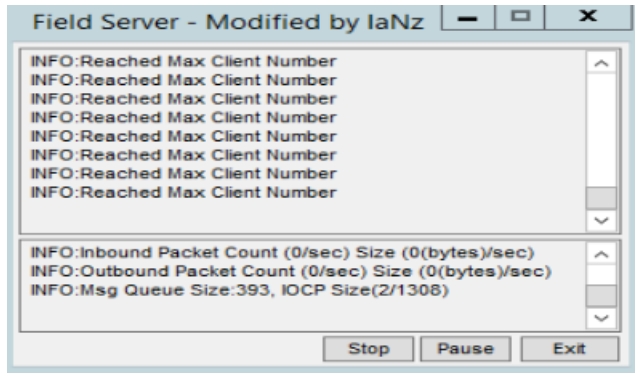 Field Server - Modified by IaNz
INFO:Reached Max Client Number
INFO:Reached Max Client Number
INFO:Reached Max Client Number
INFO:Reached Max Client Number
INFO:Reached Max Client Number
INFO:Reached Max Client Number
INFO:Reached Max Client Number
INFO:Reached Max Client Number
INFO:Inbound Packet Count (0/sec) Size (0(bytes)/sec)
INFO:Outbound Packet Count (0/sec) Size (0(bytes)/sec)
INFO:Msg Queue Size:393, IOCP Size(2/1308)
Stop Pause Exit